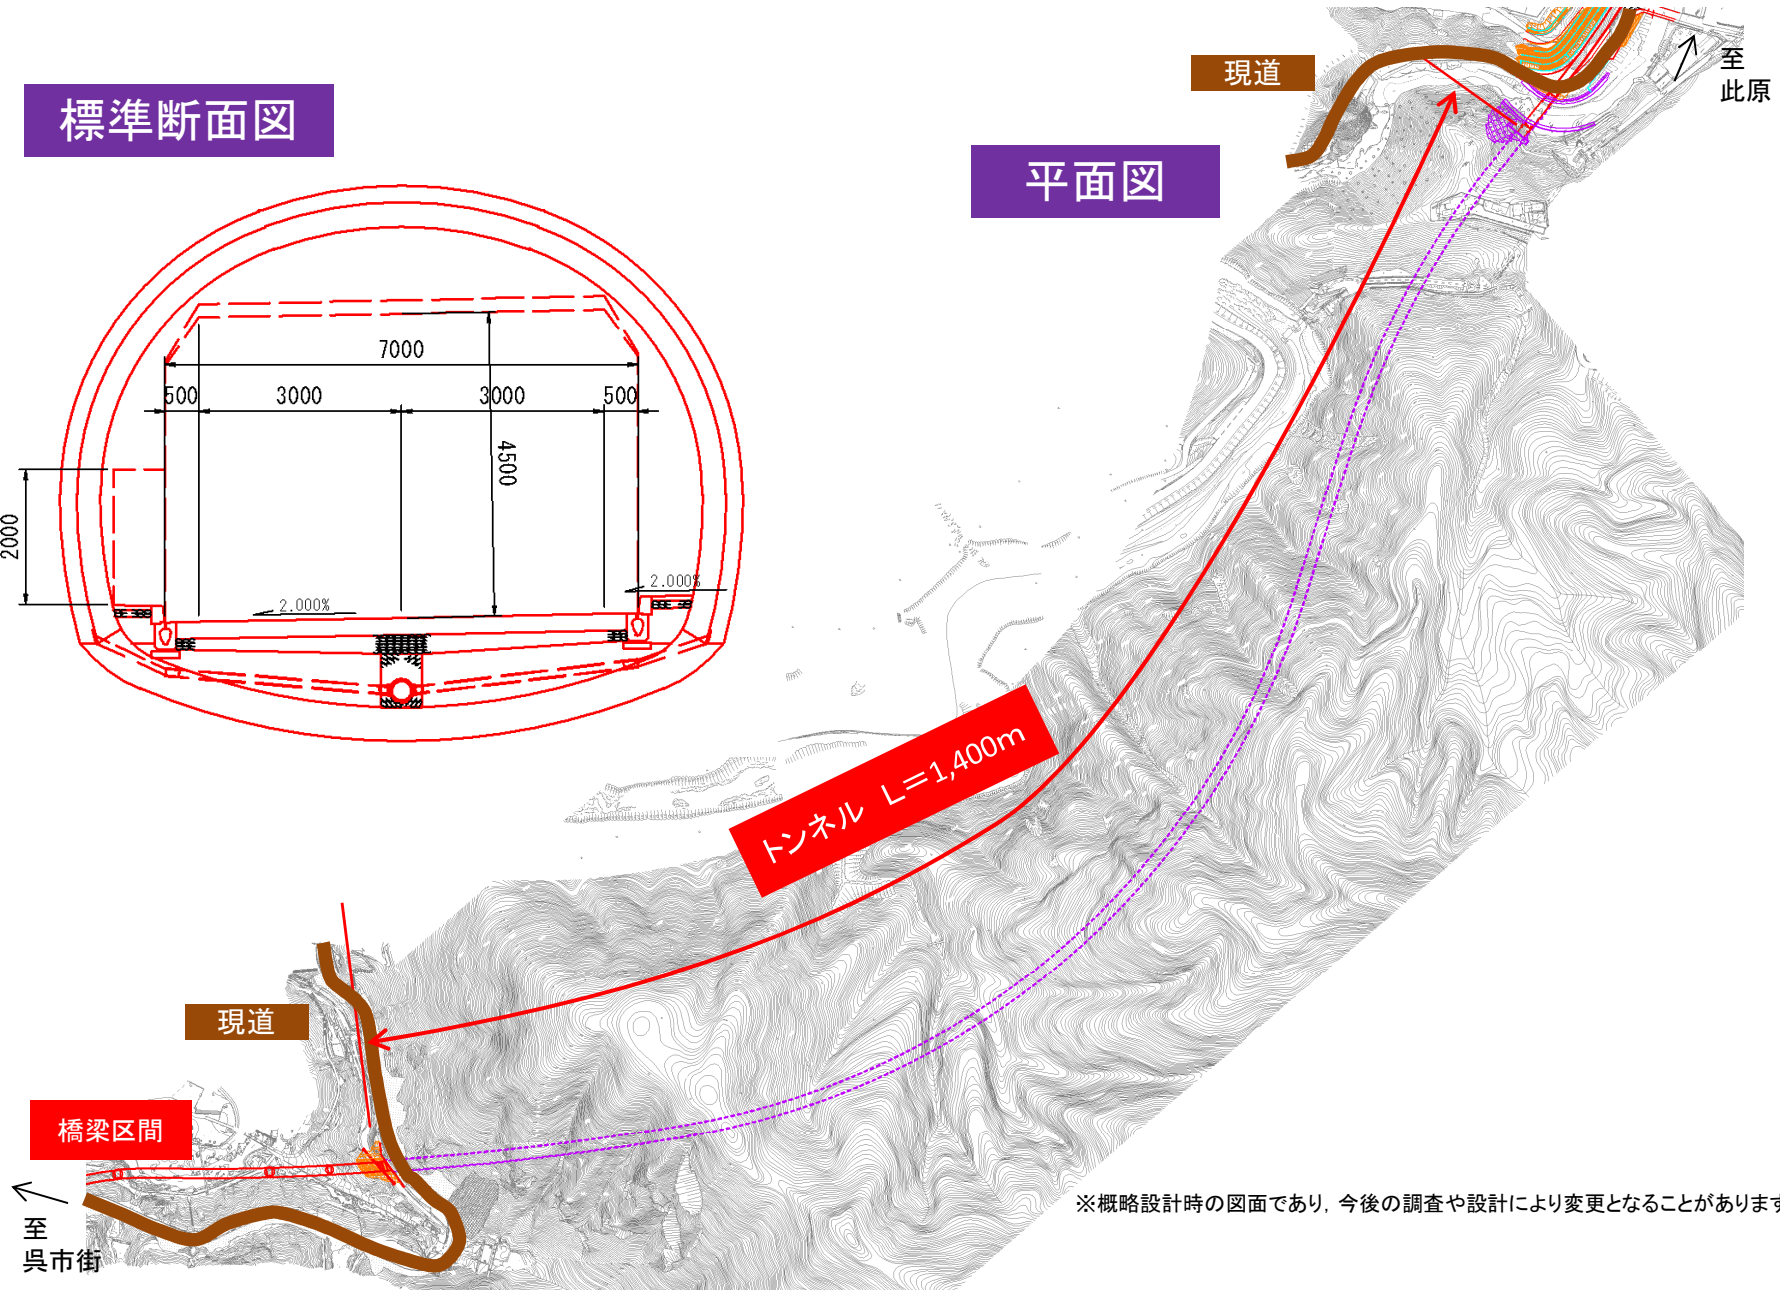 標準断面図
7000
500
3000
3000
500
4500
2000
2.000%
2.000%
平面図
現道
至
此原
トンネル L=1,400m
現道
橋梁区間
至
呉市街
※概略設計時の図面であり，今後の調査や設計により変更となることがあります